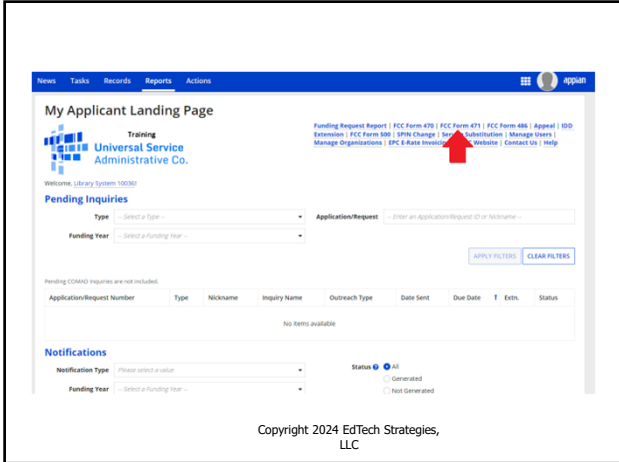 News Tasks Records Reports Actions
appian
My Applicant Landing Page
Training
Universal Service
Administrative Co.
Funding Request Report | FCC Form 470 | FCC Form 471 | FCC Form 486 | Appeal | IDD
Extension | FCC Form 500 | SPIN Change | Substitution | Manage Users |
Manage Organizations | EPC E-Rate Website | Contact
Us | Help
Welcome, Library System 100361
Pending Inquiries
Type -- Select a Type --
Application/Request -- Enter an Application/Request ID or Nickname --
Funding Year -- Select a Funding Year --
APPLY FILTERS CLEAR FILTERS
Pending COMAD inquiries are not included.
Application/Request Number Type Nickname Inquiry Name Outreach Type Date Sent Due Date ↑ Extn. Status
No items available
Notifications
Notification Type Please select a value
Status All
Generated
Not Generated
Funding Year -- Select a Funding Year --
Copyright 2024 EdTech Strategies,
LLC